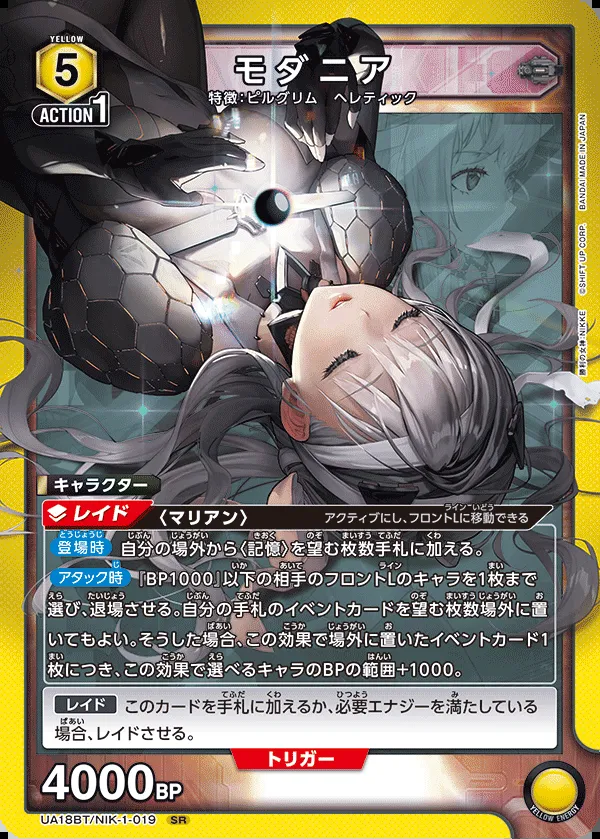 YELLOW
5
ACTION 1
モダニア
特徴:ピルグリム ヘレティック
勝利の女神:NIKKE ©SHIFT UP CORP. BANDAI MADE IN JAPAN
キャラクター
レイド 〈マリアン〉 アクティブにし、フロントLに移動できる
登場時 自分の場外から〈記憶〉を望む枚数手札に加える。
アタック時 『BP1000』以下の相手のフロントLのキャラを1枚まで
選び、退場させる。自分の手札のイベントカードを望む枚数場外に置
いてもよい。そうした場合、この効果で場外に置いたイベントカード1
枚につき、この効果で選べるキャラのBPの範囲+1000。
レイド このカードを手札に加えるか、必要エナジーを満たしている
場合、レイドさせる。
トリガー
4000BP
UA18BT/NIK-1-019 SR
YELLOW ENERGY